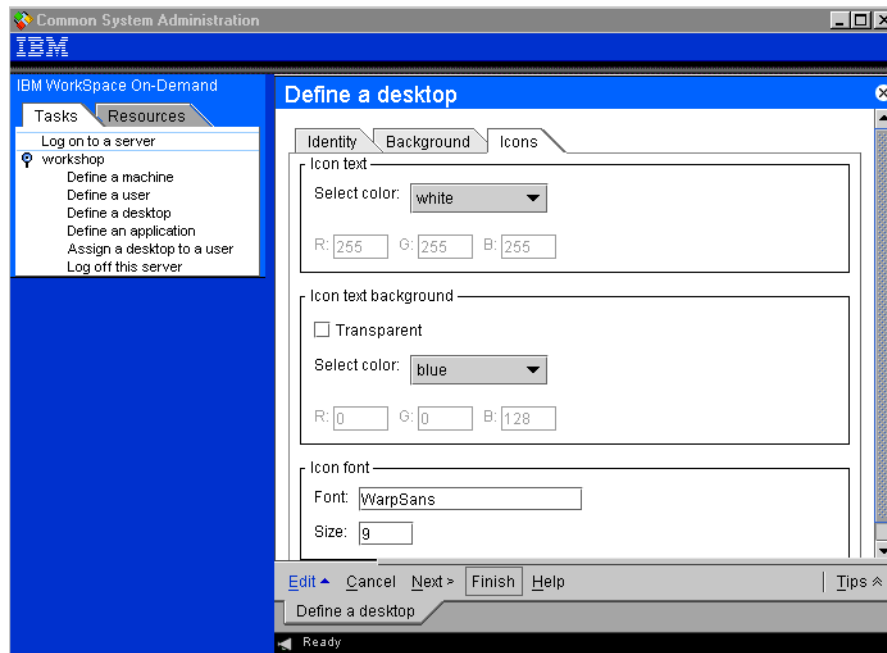 Common System Administration
IBM
IBM WorkSpace On-Demand
Tasks Resources
Log on to a server
workshop
Define a machine
Define a user
Define a desktop
Define an application
Assign a desktop to a user
Log off this server
Define a desktop
Identity Background Icons
Icon text
Select color: white
R: 255 G: 255 B: 255
Icon text background
Transparent
Select color: blue
R: 0 G: 0 B: 128
Icon font
Font: WarpSans
Size: 9
Edit Cancel Next > Finish Help Tips
Define a desktop
Ready